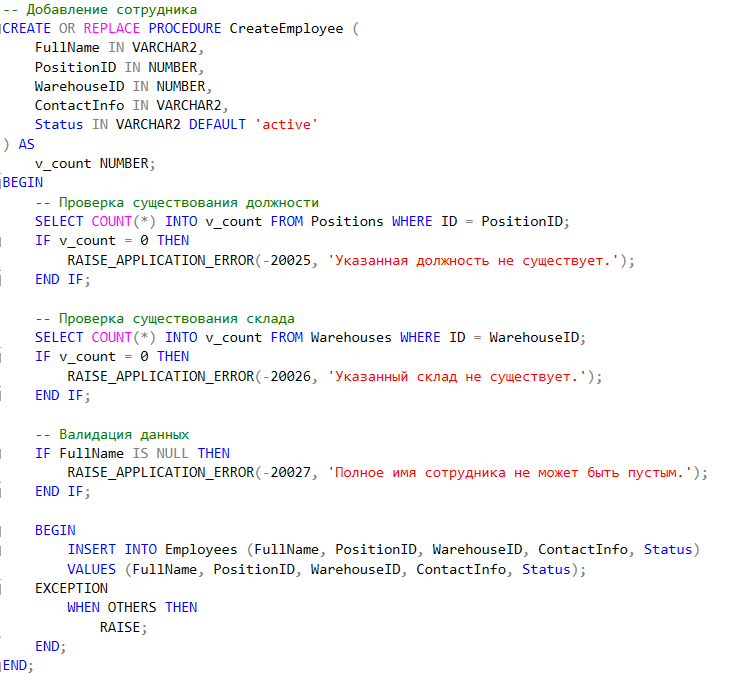 -- Добавление сотрудника
CREATE OR REPLACE PROCEDURE CreateEmployee (
    FullName IN VARCHAR2,
    PositionID IN NUMBER,
    WarehouseID IN NUMBER,
    ContactInfo IN VARCHAR2,
    Status IN VARCHAR2 DEFAULT 'active'
) AS
    v_count NUMBER;
BEGIN
    -- Проверка существования должности
    SELECT COUNT(*) INTO v_count FROM Positions WHERE ID = PositionID;
    IF v_count = 0 THEN
        RAISE_APPLICATION_ERROR(-20025, 'Указанная должность не существует.');
    END IF;

    -- Проверка существования склада
    SELECT COUNT(*) INTO v_count FROM Warehouses WHERE ID = WarehouseID;
    IF v_count = 0 THEN
        RAISE_APPLICATION_ERROR(-20026, 'Указанный склад не существует.');
    END IF;

    -- Валидация данных
    IF FullName IS NULL THEN
        RAISE_APPLICATION_ERROR(-20027, 'Полное имя сотрудника не может быть пустым.');
    END IF;

    BEGIN
        INSERT INTO Employees (FullName, PositionID, WarehouseID, ContactInfo, Status)
        VALUES (FullName, PositionID, WarehouseID, ContactInfo, Status);
    EXCEPTION
        WHEN OTHERS THEN
            RAISE;
    END;
END;